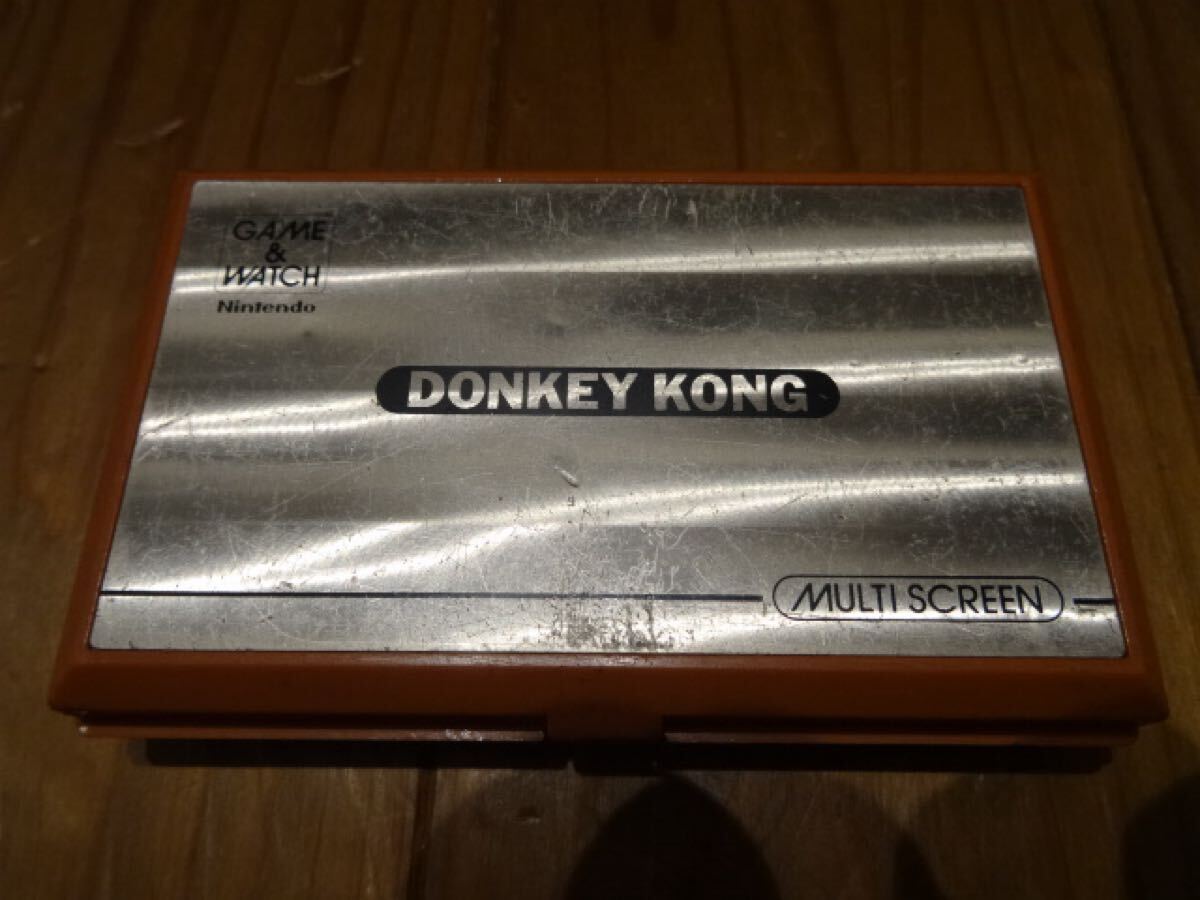 GAME
&
WATCH
Nintendo
DONKEY KONG
MULTI SCREEN